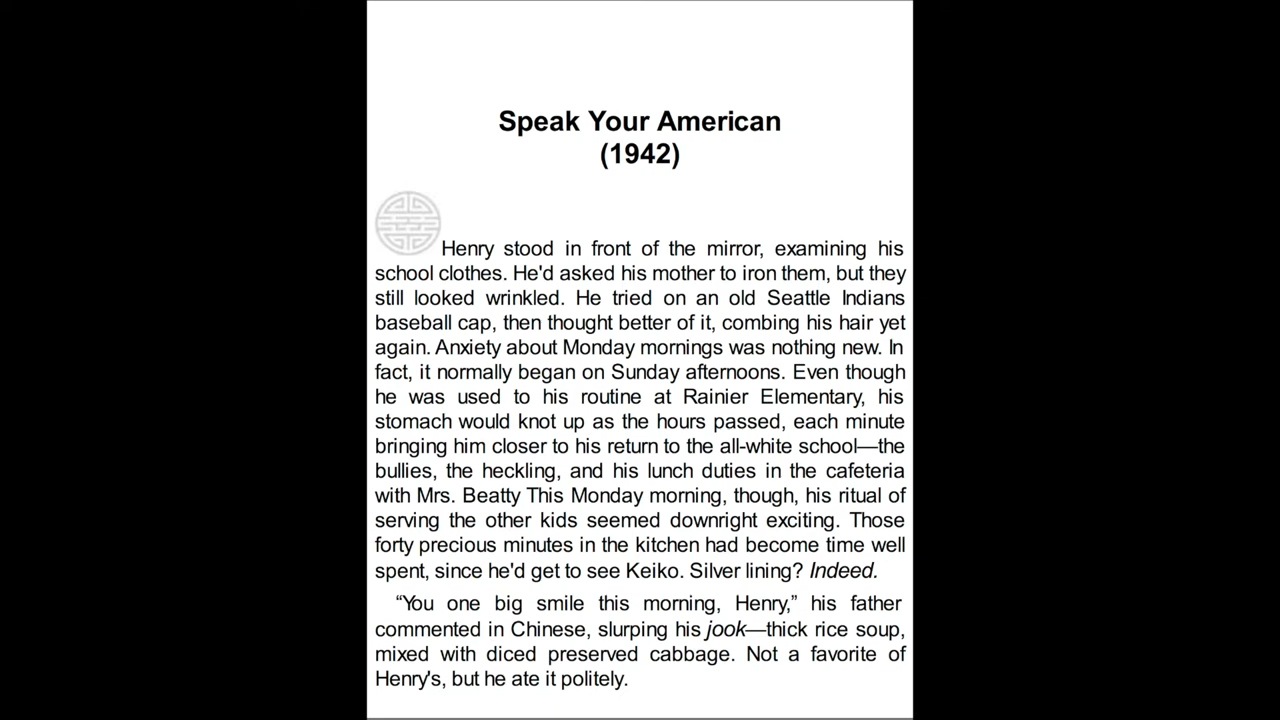 Speak Your American
(1942)
Henry stood in front of the mirror, examining his
school clothes. He'd asked his mother to iron them, but they
still looked wrinkled. He tried on an old Seattle Indians
baseball cap, then thought better of it, combing his hair yet
again. Anxiety about Monday mornings was nothing new. In
fact, it normally began on Sunday afternoons. Even though
he was used to his routine at Rainier Elementary, his
stomach would knot up as the hours passed, each minute
bringing him closer to his return to the all-white school—the
bullies, the heckling, and his lunch duties in the cafeteria
with Mrs. Beatty This Monday morning, though, his ritual of
serving the other kids seemed downright exciting. Those
forty precious minutes in the kitchen had become time well
spent, since he'd get to see Keiko. Silver lining? Indeed.
“You one big smile this morning, Henry,” his father
commented in Chinese, slurping his jook—thick rice soup,
mixed with diced preserved cabbage. Not a favorite of
Henry's, but he ate it politely.